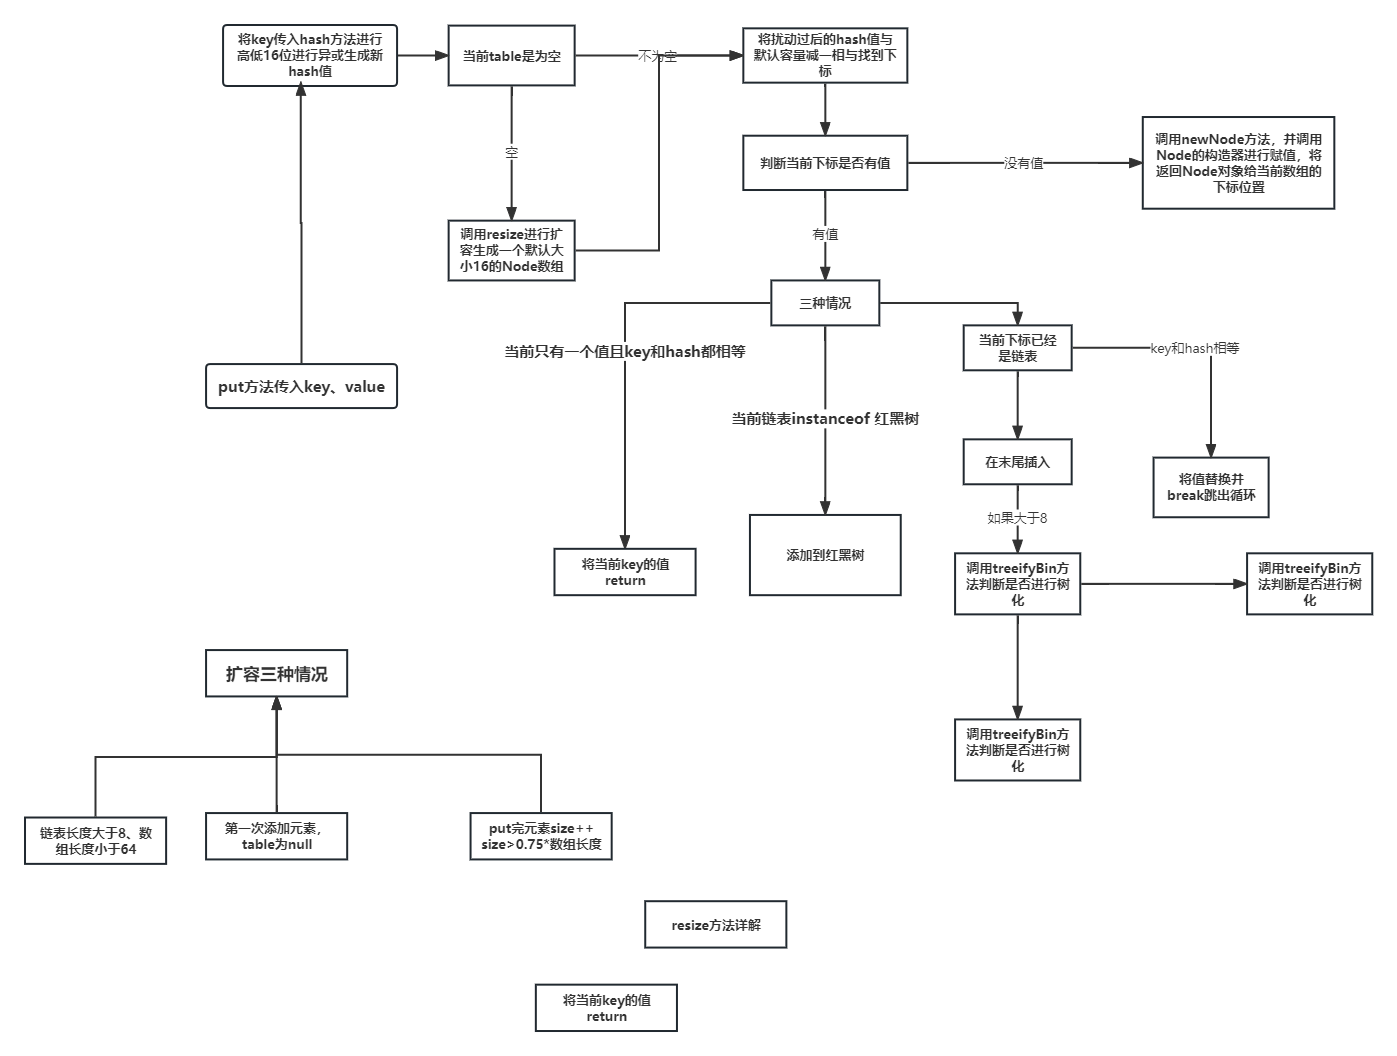 将key传入hash方法进行
高低16位进行异或生成新
hash值
当前table是为空
不为空
将扰动过后的hash值与
默认容量减一相与找到下
标
空
判断当前下标是否有值
没有值
调用newNode方法，并调用
Node的构造器进行赋值，将
返回Node对象给当前数组的
下标位置
调用resize进行扩
容生成一个默认大
小16的Node数组
有值
三种情况
put方法传入key、value
当前只有一个值且key和hash都相等
当前链表instanceof 红黑树
当前下标已经
是链表
key和hash相等
在末尾插入
将值替换并
break跳出循环
如果大于8
将当前key的值
return
添加到红黑树
调用treeifyBin方
法判断是否进行树
化
调用treeifyBin方
法判断是否进行树
化
调用treeifyBin方
法判断是否进行树
化
扩容三种情况
链表长度大于8、数
组长度小于64
第一次添加元素，
table为null
put完元素size++
size>0.75*数组长度
resize方法详解
将当前key的值
return